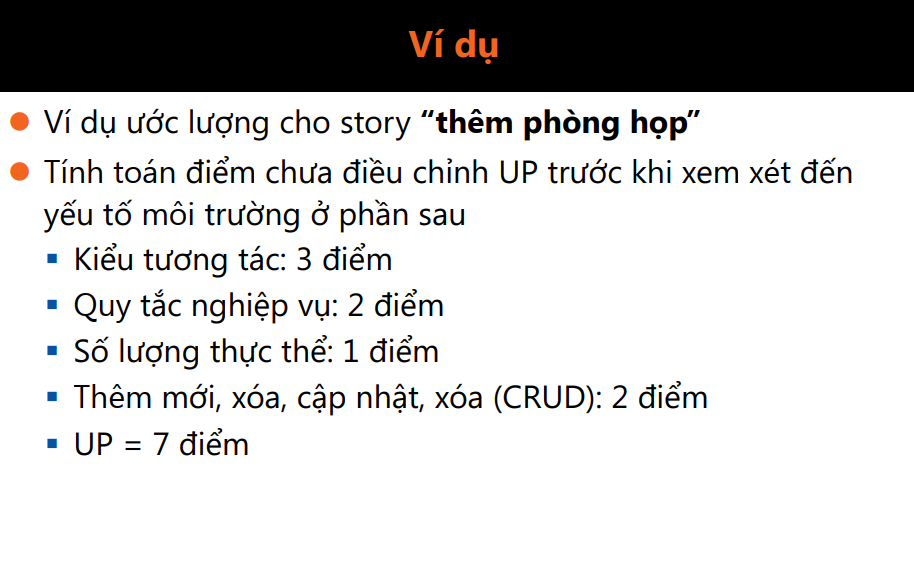 Ví dụ
Ví dụ ước lượng cho story “thêm phòng họp”
Tính toán điểm chưa điều chỉnh UP trước khi xem xét đến
yếu tố môi trường ở phần sau
Kiểu tương tác: 3 điểm
Quy tắc nghiệp vụ: 2 điểm
Số lượng thực thể: 1 điểm
Thêm mới, xóa, cập nhật, xóa (CRUD): 2 điểm
UP = 7 điểm